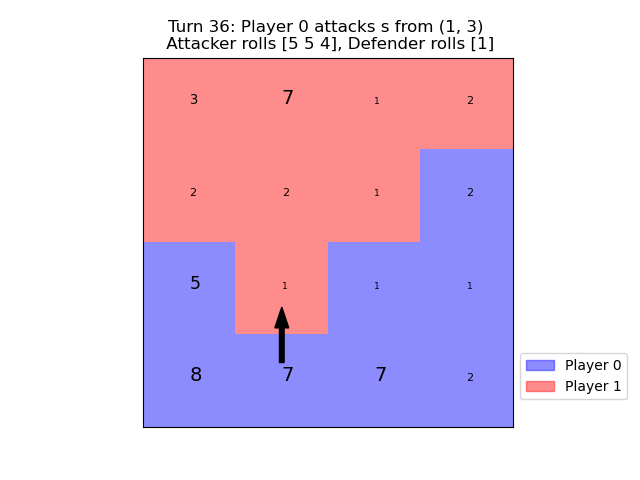 Turn 36: Player 0 attacks s from (1, 3)
Attacker rolls [5 5 4], Defender rolls [1]
3 7 1 2
2 2 1 2
5 1 1 1
8 7 7 2
Player 0
Player 1